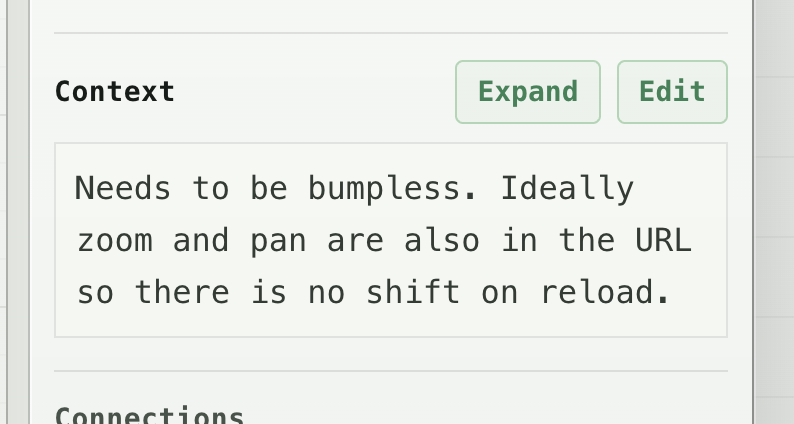 Context
Expand
Edit
Needs to be bumpless. Ideally
zoom and pan are also in the URL
so there is no shift on reload.
Connections